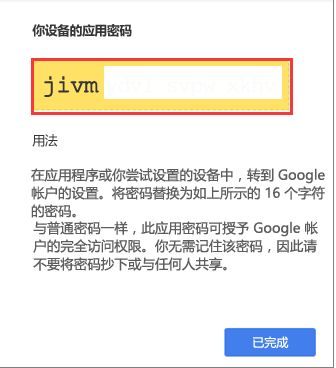 你设备的应用密码
jivm
用法
在应用程序或你尝试设置的设备中，转到 Google
帐户的设置。将密码替换为如上所示的 16 个字符
的密码。
与普通密码一样，此应用密码可授予 Google 帐
户的完全访问权限。你无需记住该密码，因此请
不要将密码抄下或与任何人共享。
已完成